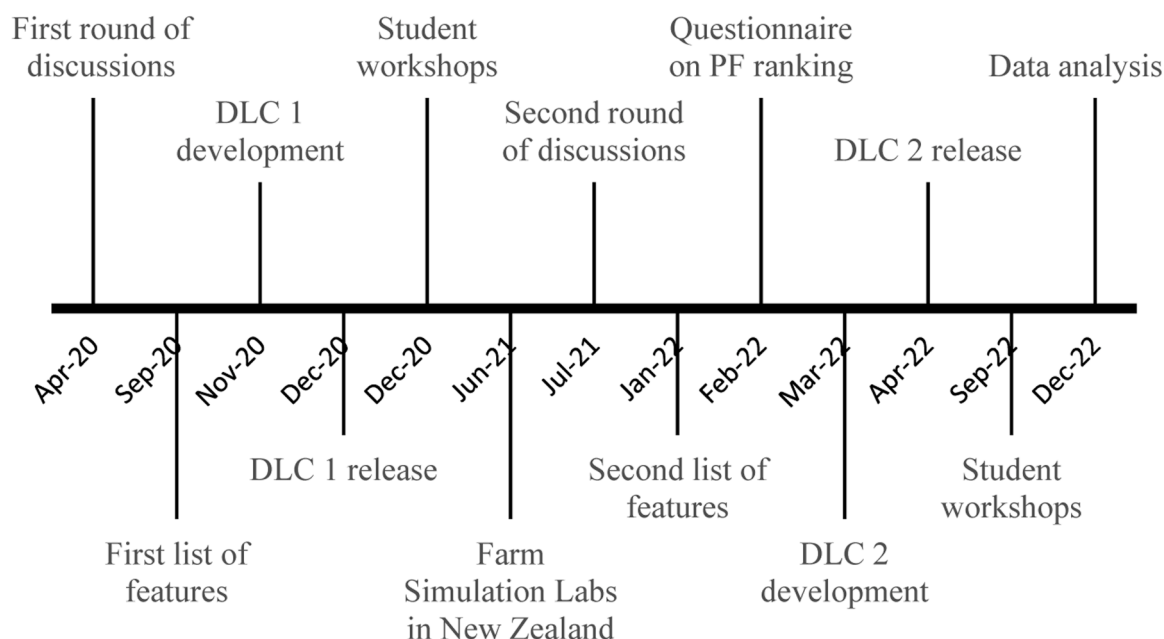 First round of
discussions
Student
workshops
Questionnaire
on PF ranking
Data analysis
DLC 1
development
Second round
of discussions
DLC 2 release
Apr-20
Sep-20
Nov-20
Dec-20
Dec-20
Jun-21
Jul-21
Jan-22
Feb-22
Mar-22
Apr-22
Sep-22
Dec-22
DLC 1 release
Second list of
features
Student
workshops
First list of
features
Farm
Simulation Labs
in New Zealand
DLC 2
development